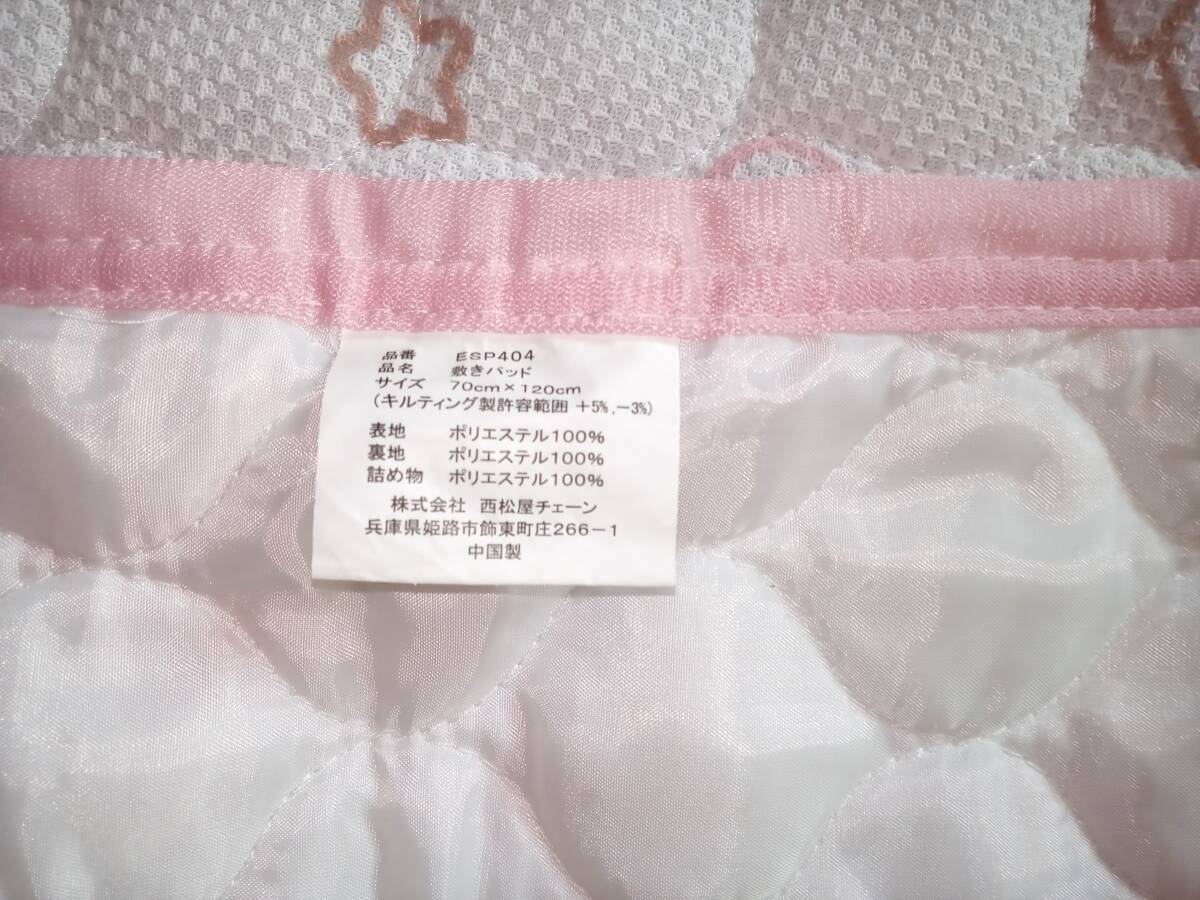 品番 ESP404
品名 敷きパッド
サイズ 70cm×120cm
(キルティング製許容範囲 +5%,−3%)
表地 ポリエステル100%
裏地 ポリエステル100%
詰め物 ポリエステル100%
株式会社 西松屋チェーン
兵庫県姫路市飾東町庄266−1
中国製